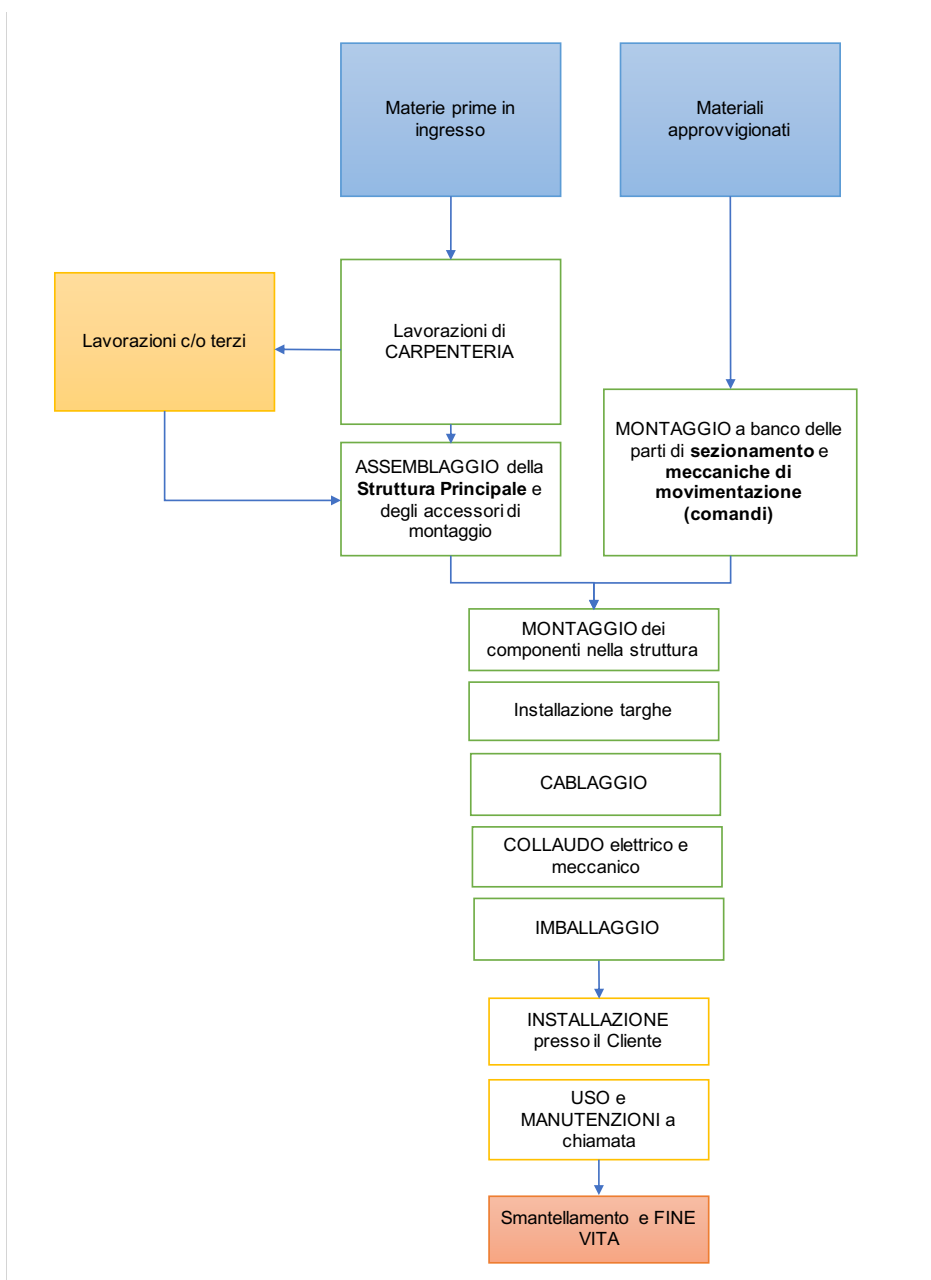 Materie prime in
ingresso
Materiali
approvvigionati
Lavorazioni c/o terzi
Lavorazioni di
CARPENTERIA
MONTAGGIO a banco delle
parti di sezionamento e
meccaniche di
movimentazione
(comandi)
ASSEMBLAGGIO della
Struttura Principale e
degli accessori di
montaggio
MONTAGGIO dei
componenti nella struttura
Installazione targhe
CABLAGGIO
COLLAUDO elettrico e
meccanico
IMBALLAGGIO
INSTALLAZIONE
presso il Cliente
USO e
MANUTENZIONI a
chiamata
Smantellamento e FINE
VITA